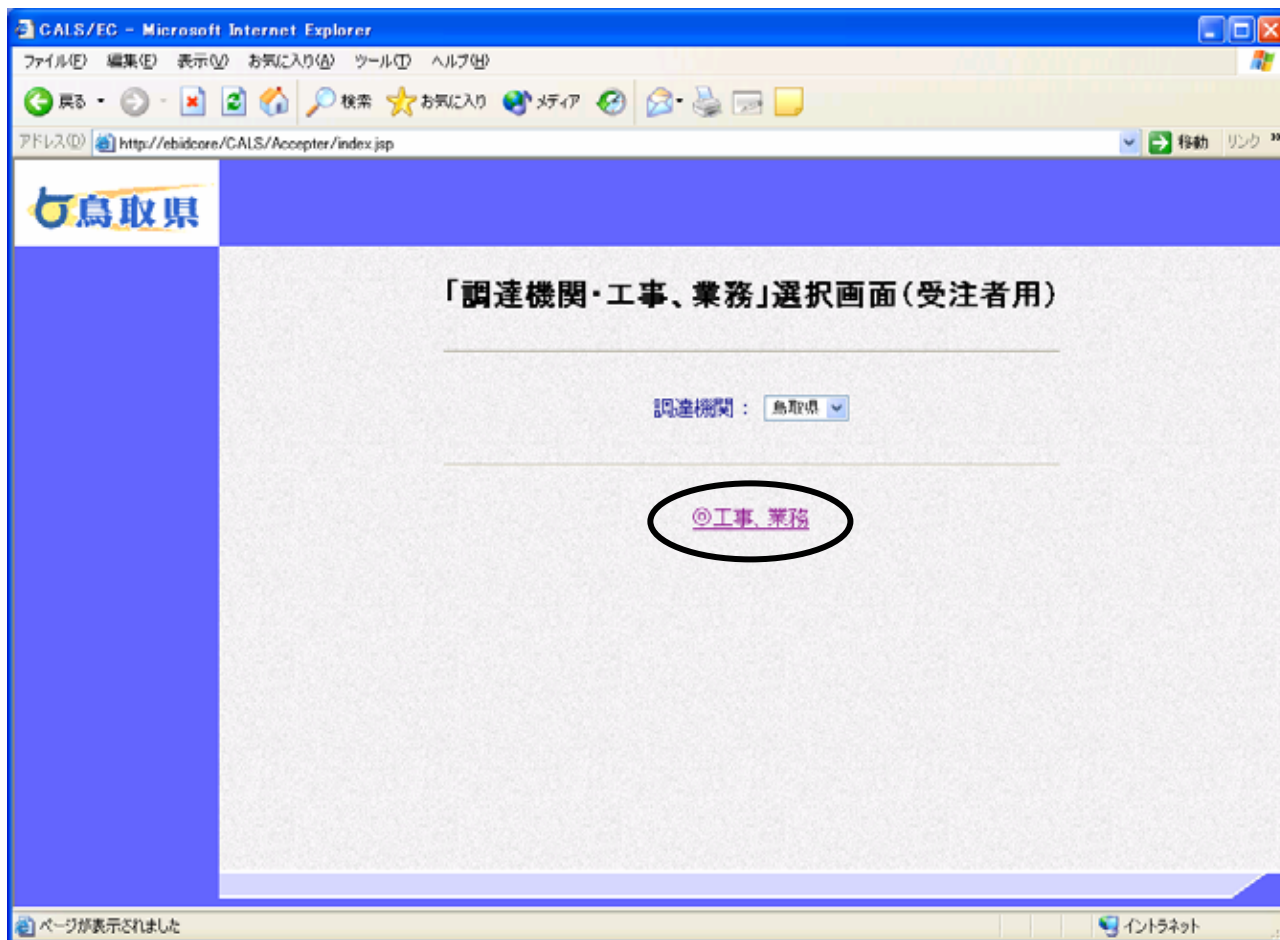 CALS/EC - Microsoft Internet Explorer
ファイル(F) 編集(E) 表示(V) お気に入り(A) ツール(T) ヘルプ(H)
戻る 検索 お気に入り メディア
アドレス(D) http://ebidcore/CALS/Accepter/index.jsp 移動 リンク »
鳥取県
「調達機関・工事、業務」選択画面(受注者用)
調達機関: 鳥取県
◎工事、業務
ページが表示されました イントラネット